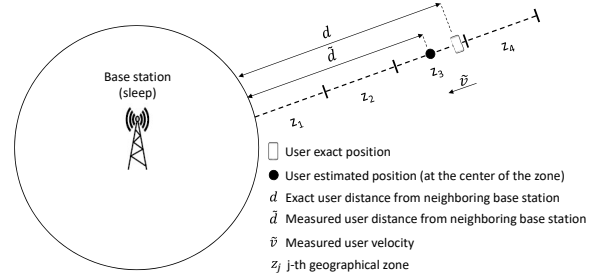 d
d̃
z₄
z₃
ṽ
z₂
z₁
Base station
(sleep)
User exact position
User estimated position (at the center of the zone)
d Exact user distance from neighboring base station
d̃ Measured user distance from neighboring base station
ṽ Measured user velocity
zⱼ j-th geographical zone